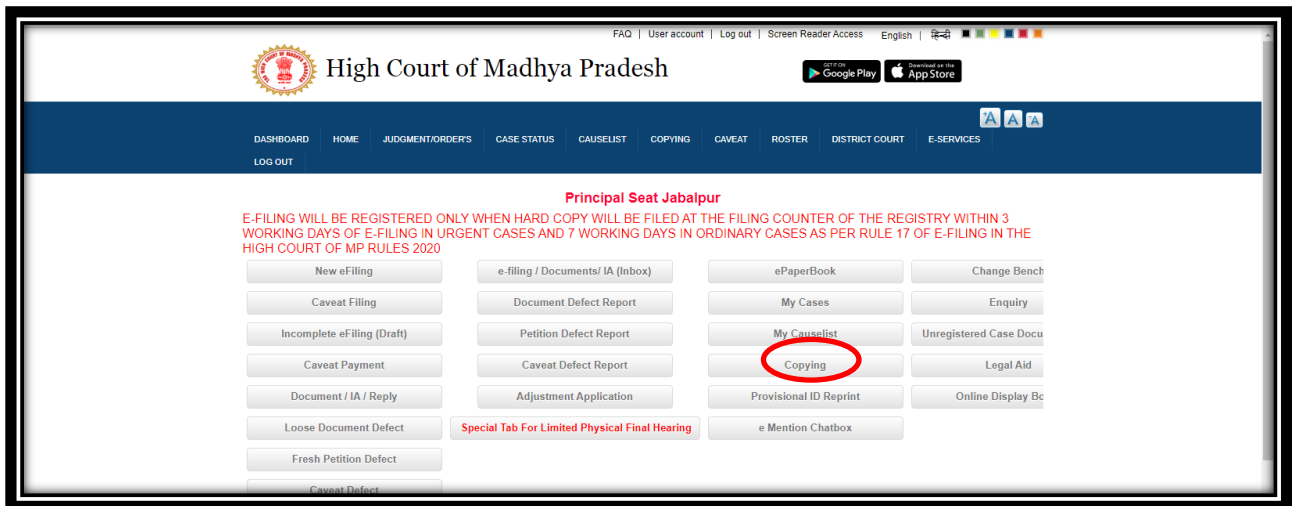 FAQ | User account | Log out | Screen Reader Access English | हिन्दी
High Court of Madhya Pradesh
GET IT ON Google Play Download on the App Store
+A A -A
DASHBOARD HOME JUDGMENT/ORDER'S CASE STATUS CAUSELIST COPYING CAVEAT ROSTER DISTRICT COURT E-SERVICES
LOG OUT
Principal Seat Jabalpur
E-FILING WILL BE REGISTERED ONLY WHEN HARD COPY WILL BE FILED AT THE FILING COUNTER OF THE REGISTRY WITHIN 3
WORKING DAYS OF E-FILING IN URGENT CASES AND 7 WORKING DAYS IN ORDINARY CASES AS PER RULE 17 OF E-FILING IN THE
HIGH COURT OF MP RULES 2020
New eFiling e-filing / Documents/ IA (Inbox) ePaperBook Change Bench
Caveat Filing Document Defect Report My Cases Enquiry
Incomplete eFiling (Draft) Petition Defect Report My Causelist Unregistered Case Docu
Caveat Payment Caveat Defect Report Copying Legal Aid
Document / IA / Reply Adjustment Application Provisional ID Reprint Online Display Bo
Loose Document Defect Special Tab For Limited Physical Final Hearing e Mention Chatbox
Fresh Petition Defect
Caveat Defect